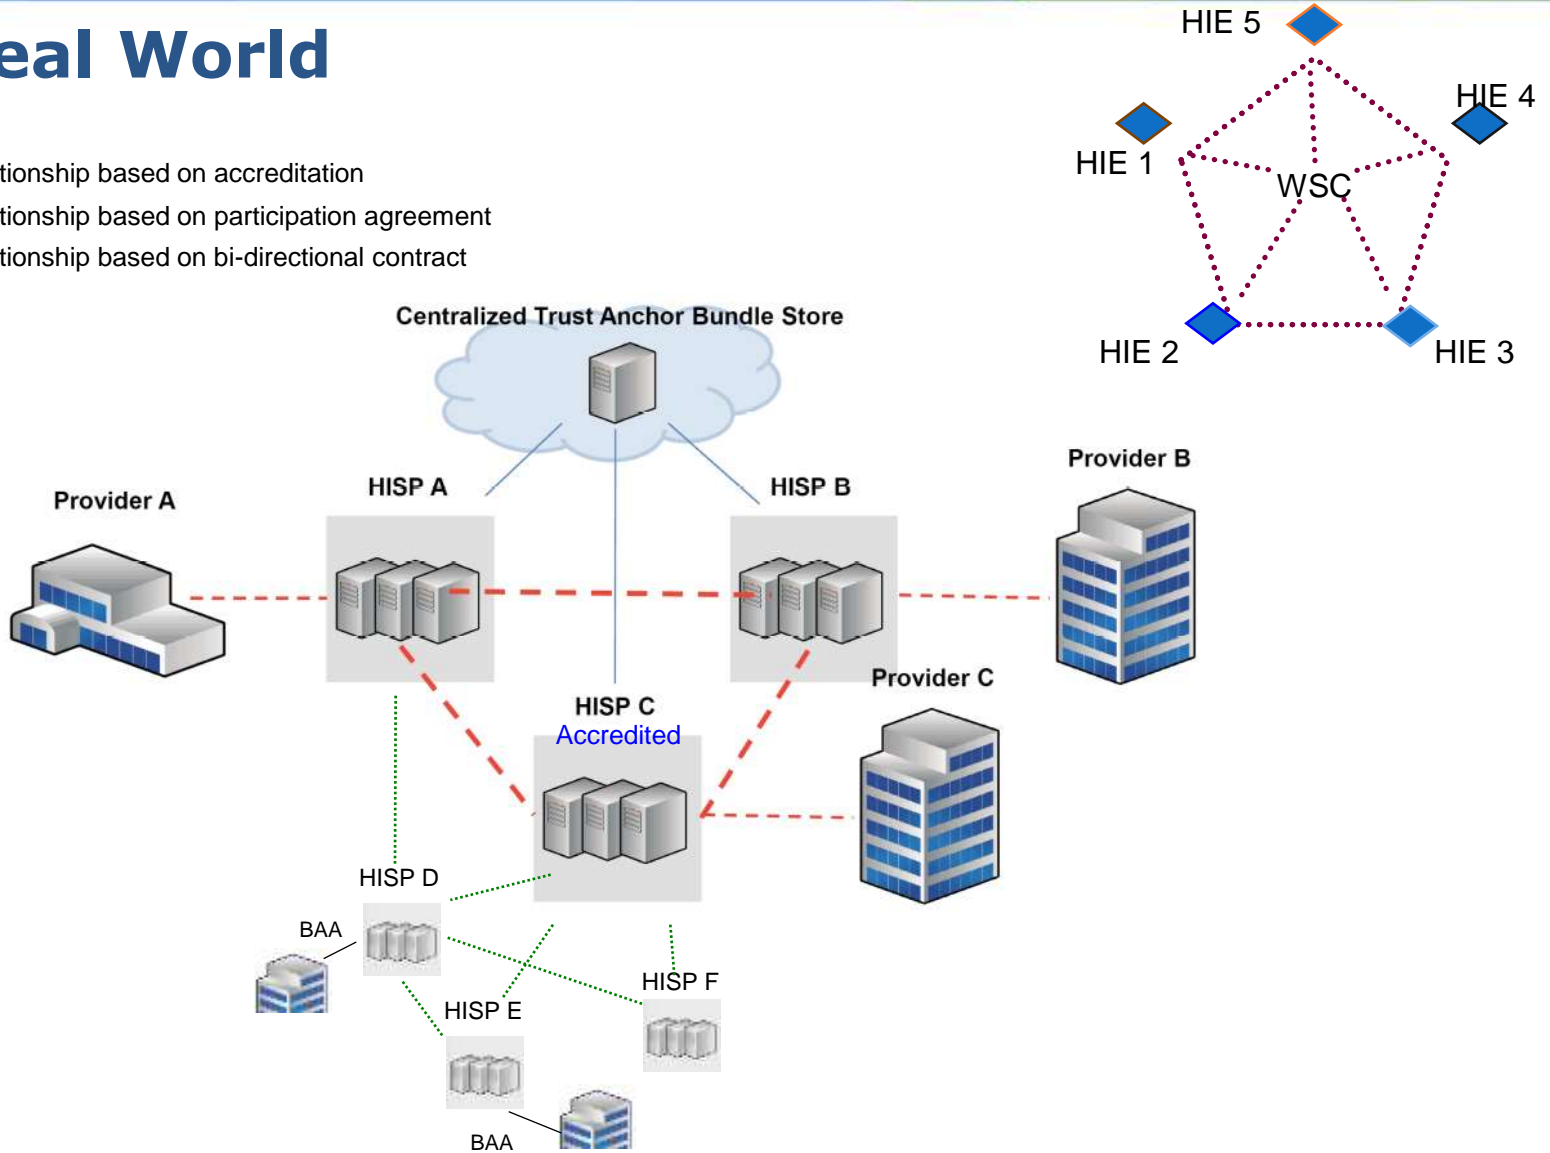 eal World
HIE 5
HIE 4
HIE 1
WSC
tionship based on accreditation
tionship based on participation agreement
tionship based on bi-directional contract
HIE 2
HIE 3
Centralized Trust Anchor Bundle Store
Provider A
HISP A
HISP B
Provider B
HISP C
Accredited
Provider C
HISP D
BAA
HISP E
HISP F
BAA